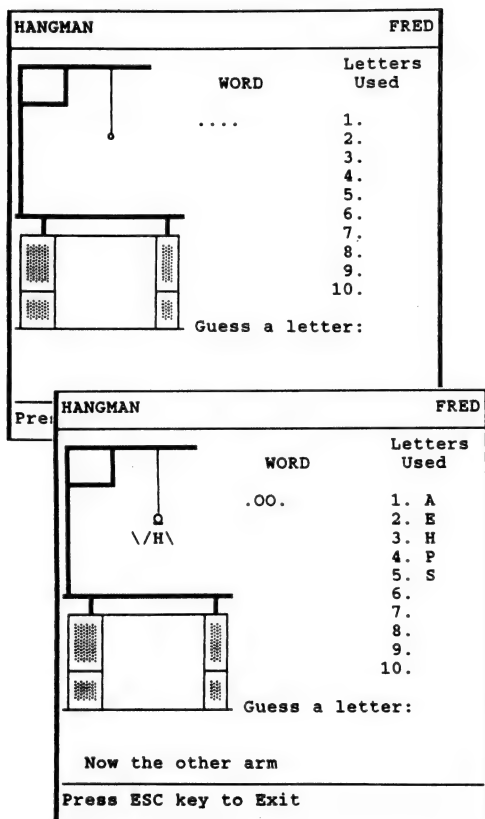 HANGMAN FRED
WORD Letters Used
....
1.
2.
3.
4.
5.
6.
7.
8.
9.
10.
Guess a letter:
HANGMAN FRED
WORD Letters Used
.OO.
1. A
2. E
3. H
4. P
5. S
6.
7.
8.
9.
10.
\/H\
Guess a letter:
Now the other arm
Press ESC key to Exit